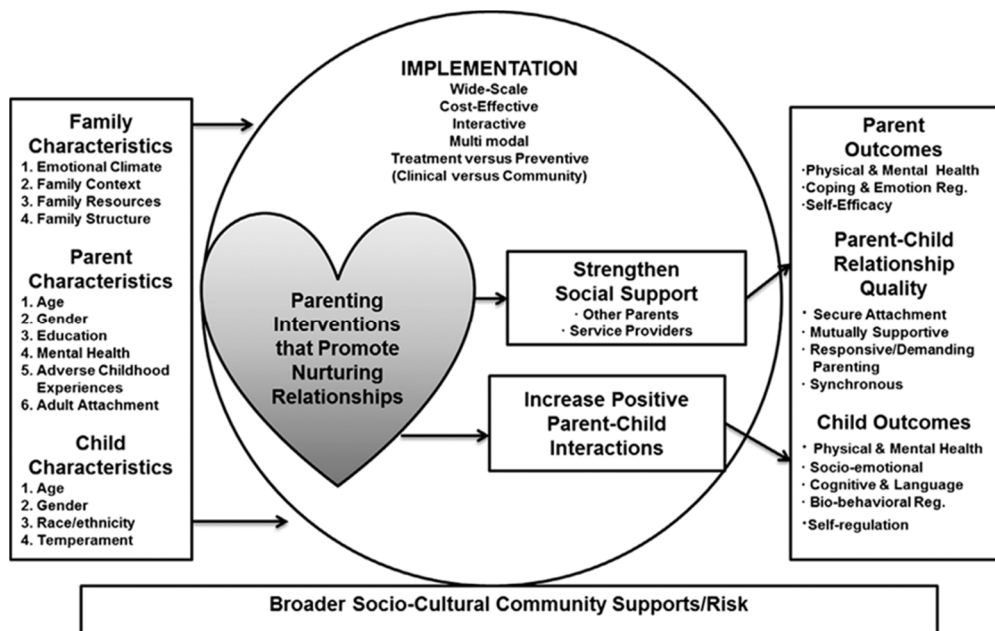 IMPLEMENTATION
Wide-Scale
Cost-Effective
Interactive
Multi modal
Treatment versus Preventive
(Clinical versus Community)
Family
Characteristics
1. Emotional Climate
2. Family Context
3. Family Resources
4. Family Structure
Parent
Characteristics
1. Age
2. Gender
3. Education
4. Mental Health
5. Adverse Childhood
Experiences
6. Adult Attachment
Child
Characteristics
1. Age
2. Gender
3. Race/ethnicity
4. Temperament
Parenting
Interventions
that Promote
Nurturing
Relationships
Strengthen
Social Support
· Other Parents
· Service Providers
Increase Positive
Parent-Child
Interactions
Parent
Outcomes
·Physical & Mental Health
·Coping & Emotion Reg.
·Self-Efficacy
Parent-Child
Relationship
Quality
· Secure Attachment
· Mutually Supportive
· Responsive/Demanding
Parenting
· Synchronous
Child Outcomes
· Physical & Mental Health
· Socio-emotional
· Cognitive & Language
· Bio-behavioral Reg.
· Self-regulation
Broader Socio-Cultural Community Supports/Risk